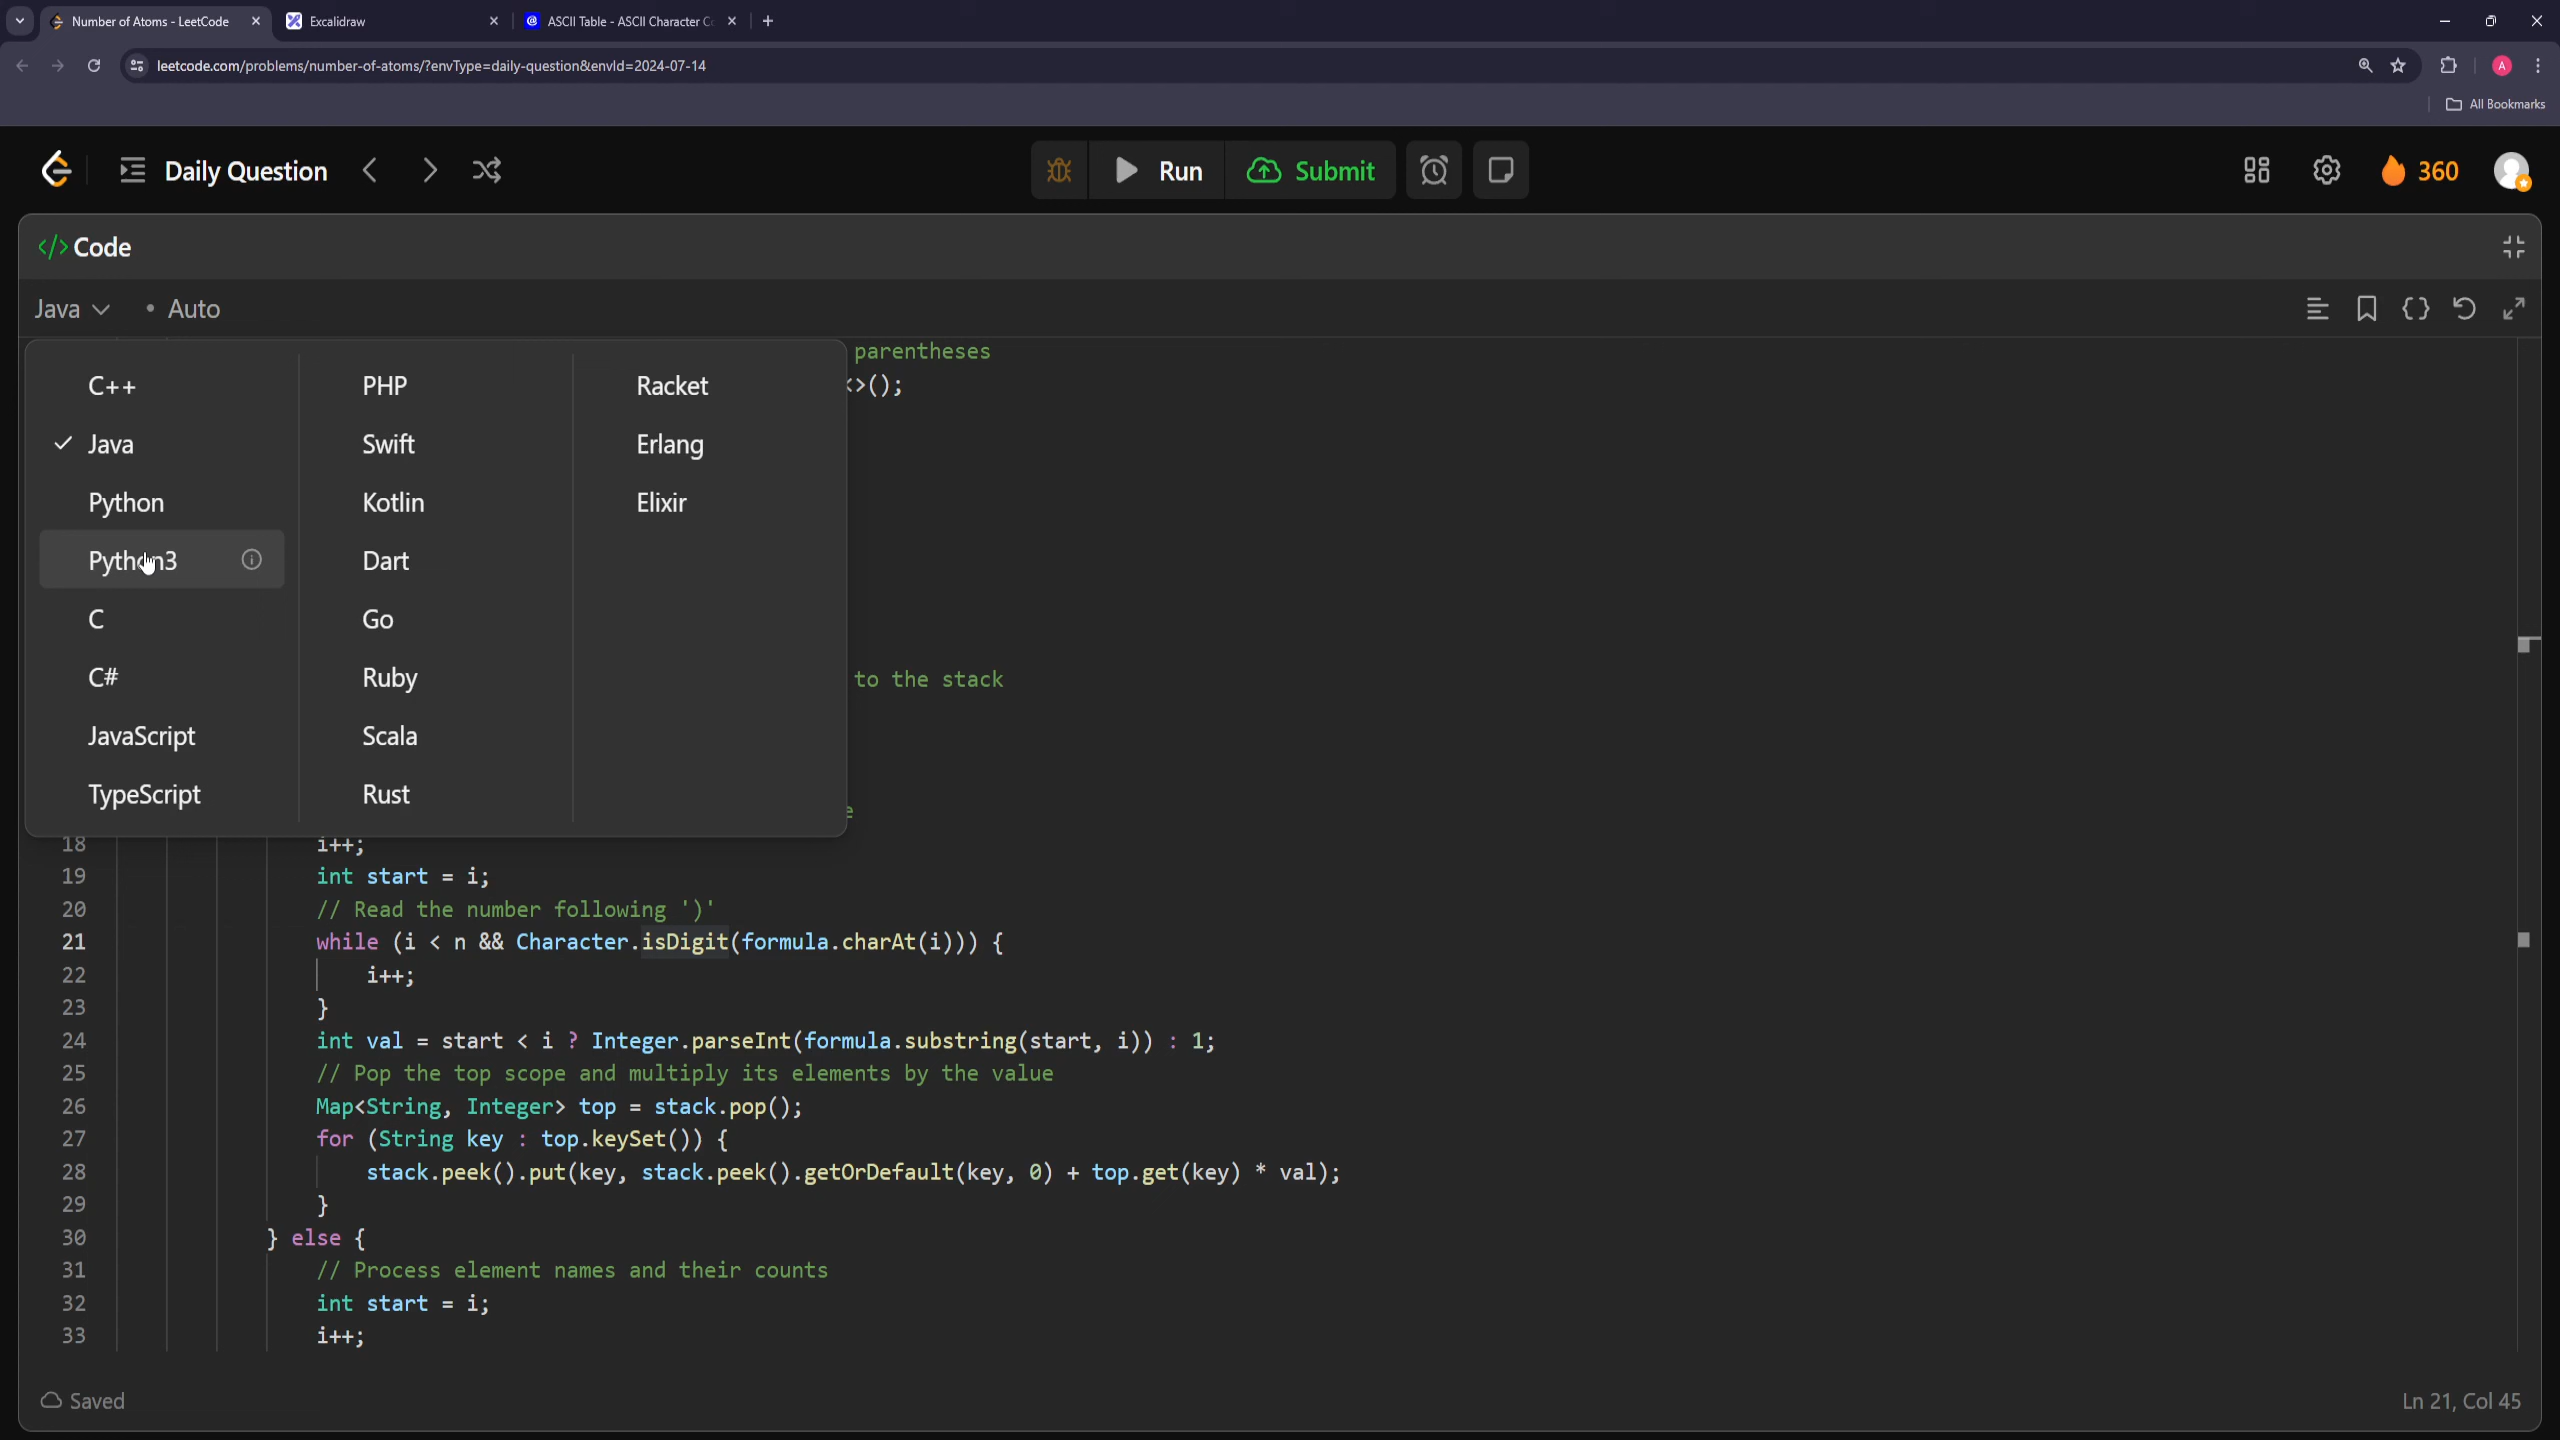 Number of Atoms - LeetCode
Excalidraw
ASCII Table - ASCII Character C
leetcode.com/problems/number-of-atoms/?envType=daily-question&envId=2024-07-14
A
All Bookmarks
Daily Question
Run
Submit
360
</> Code
Java • Auto
C++
Java
Python
Python3
C
C#
JavaScript
TypeScript
PHP
Swift
Kotlin
Dart
Go
Ruby
Scala
Rust
Racket
Erlang
Elixir
parentheses
<>();
to the stack
e
18 i++;
19 int start = i;
20 // Read the number following ')'
21 while (i < n && Character.isDigit(formula.charAt(i))) {
22 i++;
23 }
24 int val = start < i ? Integer.parseInt(formula.substring(start, i)) : 1;
25 // Pop the top scope and multiply its elements by the value
26 Map<String, Integer> top = stack.pop();
27 for (String key : top.keySet()) {
28 stack.peek().put(key, stack.peek().getOrDefault(key, 0) + top.get(key) * val);
29 }
30 } else {
31 // Process element names and their counts
32 int start = i;
33 i++;
Saved
Ln 21, Col 45